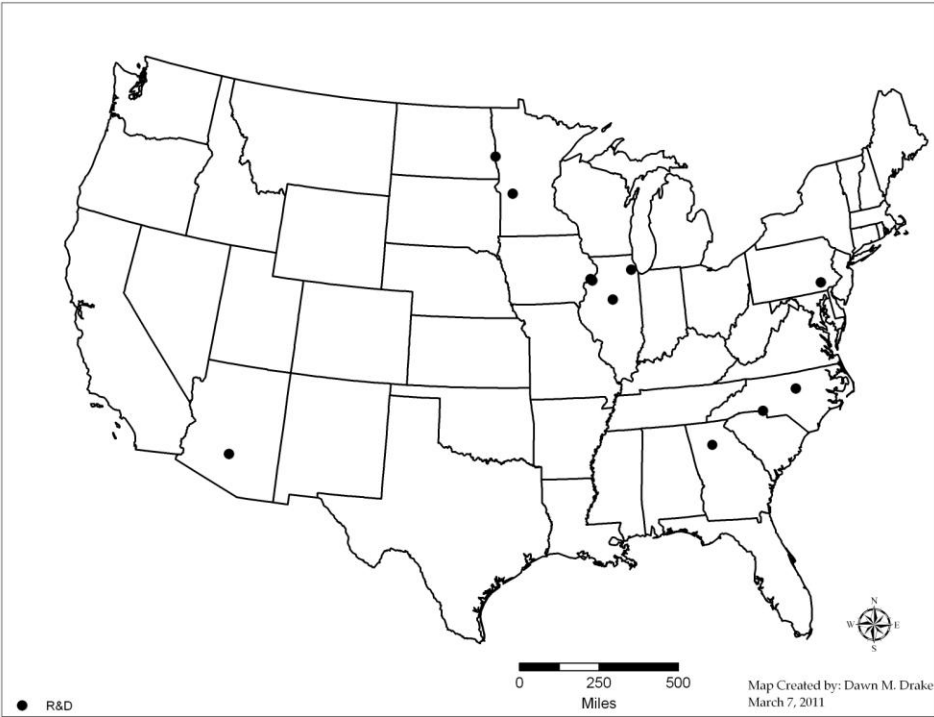 N
W E
S
0 250 500
Miles
R&D
Map Created by: Dawn M. Drake
March 7, 2011